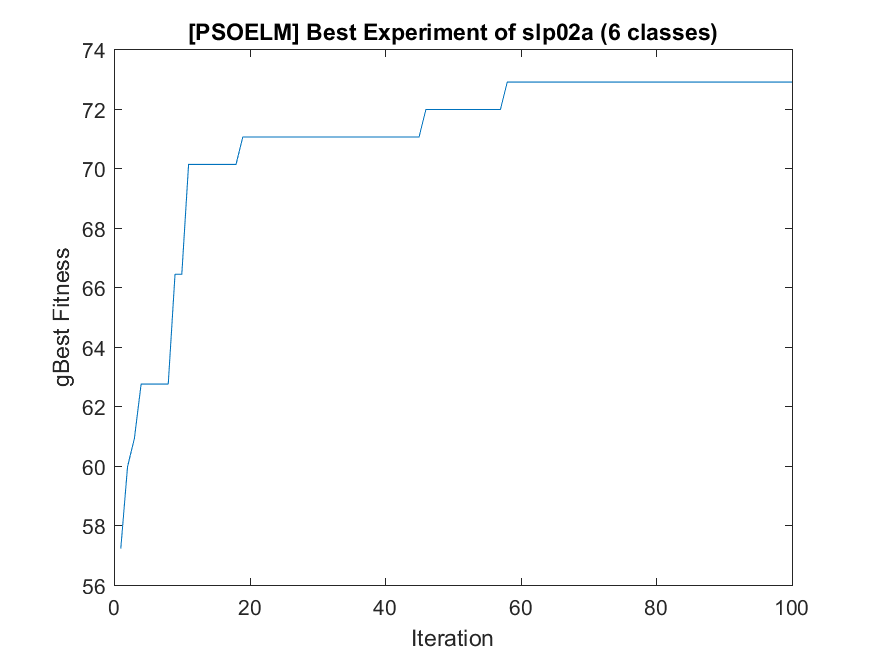 [PSOELM] Best Experiment of slp02a (6 classes)
74
72
70
68
66
64
62
60
58
56
gBest Fitness
0 20 40 60 80 100
Iteration